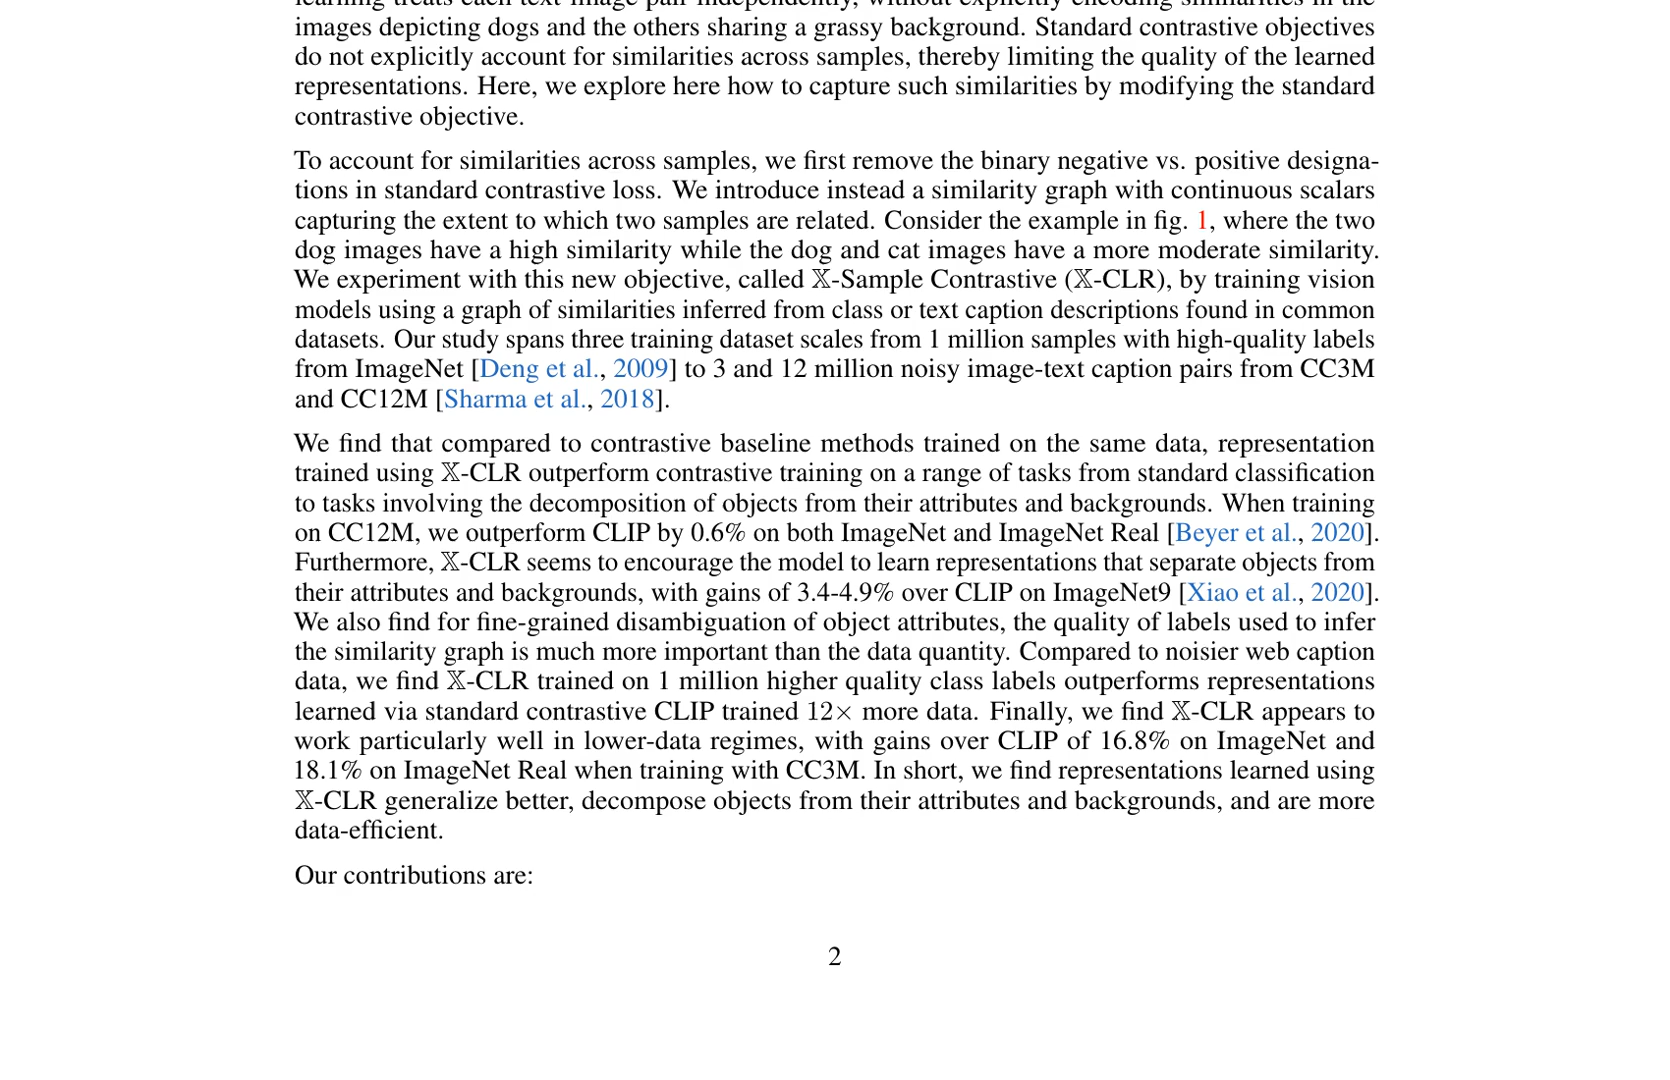 learning treats each text-image pair independently, without explicitly encoding similarities in the
images depicting dogs and the others sharing a grassy background. Standard contrastive objectives
do not explicitly account for similarities across samples, thereby limiting the quality of the learned
representations. Here, we explore here how to capture such similarities by modifying the standard
contrastive objective.
To account for similarities across samples, we first remove the binary negative vs. positive designa-
tions in standard contrastive loss. We introduce instead a similarity graph with continuous scalars
capturing the extent to which two samples are related. Consider the example in fig. 1, where the two
dog images have a high similarity while the dog and cat images have a more moderate similarity.
We experiment with this new objective, called 𝕏-Sample Contrastive (𝕏-CLR), by training vision
models using a graph of similarities inferred from class or text caption descriptions found in common
datasets. Our study spans three training dataset scales from 1 million samples with high-quality labels
from ImageNet [Deng et al., 2009] to 3 and 12 million noisy image-text caption pairs from CC3M
and CC12M [Sharma et al., 2018].
We find that compared to contrastive baseline methods trained on the same data, representation
trained using 𝕏-CLR outperform contrastive training on a range of tasks from standard classification
to tasks involving the decomposition of objects from their attributes and backgrounds. When training
on CC12M, we outperform CLIP by 0.6% on both ImageNet and ImageNet Real [Beyer et al., 2020].
Furthermore, 𝕏-CLR seems to encourage the model to learn representations that separate objects from
their attributes and backgrounds, with gains of 3.4-4.9% over CLIP on ImageNet9 [Xiao et al., 2020].
We also find for fine-grained disambiguation of object attributes, the quality of labels used to infer
the similarity graph is much more important than the data quantity. Compared to noisier web caption
data, we find 𝕏-CLR trained on 1 million higher quality class labels outperforms representations
learned via standard contrastive CLIP trained 12× more data. Finally, we find 𝕏-CLR appears to
work particularly well in lower-data regimes, with gains over CLIP of 16.8% on ImageNet and
18.1% on ImageNet Real when training with CC3M. In short, we find representations learned using
𝕏-CLR generalize better, decompose objects from their attributes and backgrounds, and are more
data-efficient.
Our contributions are:
2